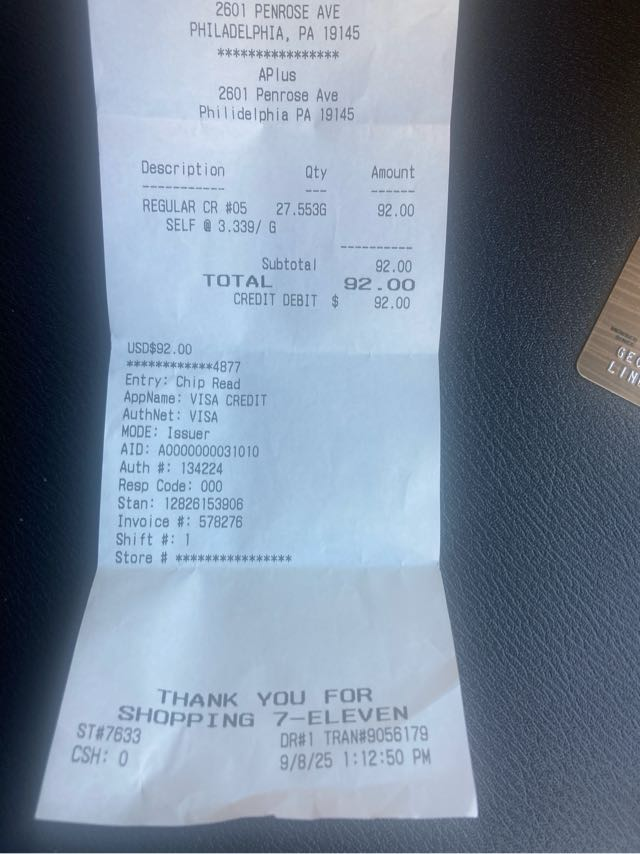 2601 PENROSE AVE
PHILADELPHIA, PA 19145
****************
APlus
2601 Penrose Ave
Philidelphia PA 19145
Description Qty Amount
----------- --- ------
REGULAR CR #05 27.553G 92.00
SELF @ 3.339/ G
----------
Subtotal 92.00
TOTAL 92.00
CREDIT DEBIT $ 92.00
USD$92.00
************4877
Entry: Chip Read
AppName: VISA CREDIT
AuthNet: VISA
MODE: Issuer
AID: A0000000031010
Auth #: 134224
Resp Code: 000
Stan: 12826153906
Invoice #: 578276
Shift #: 1
Store # ****************
THANK YOU FOR
SHOPPING 7-ELEVEN
ST#7633 DR#1 TRAN#9056179
CSH: 0 9/8/25 1:12:50 PM
GEO
LIN